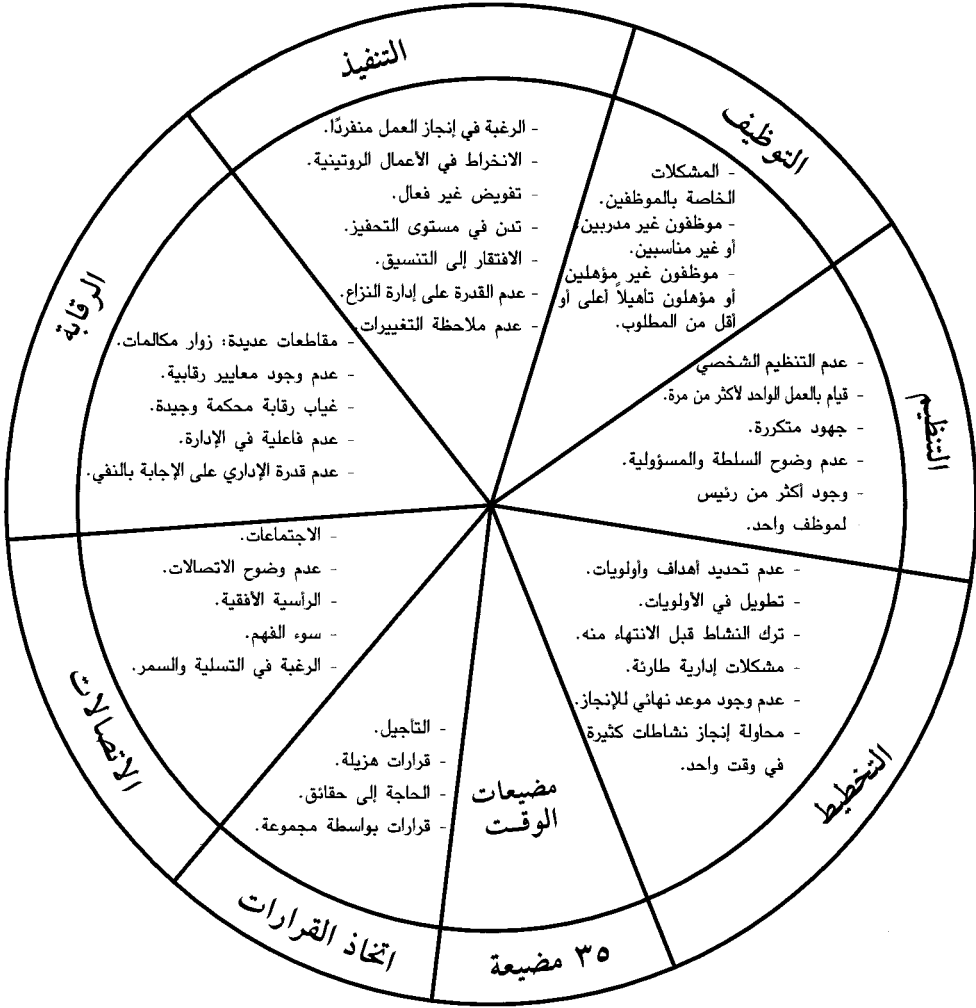 التنفيذ
- الرغبة في إنجاز العمل منفردًا.
- الانخراط في الأعمال الروتينية.
- تفويض غير فعال.
- تدن في مستوى التحفيز.
- الافتقار إلى التنسيق.
- عدم القدرة على إدارة النزاع.
- عدم ملاحظة التغييرات.
التوظيف
- المشكلات
الخاصة بالموظفين.
- موظفون غير مدربين.
أو غير مناسبين.
- موظفون غير مؤهلين
أو مؤهلون تأهيلاً أعلى أو
أقل من المطلوب.
التنظيم
- عدم التنظيم الشخصي
- قيام بالعمل الواحد لأكثر من مرة.
- جهود متكررة.
- عدم وضوح السلطة والمسؤولية.
- وجود أكثر من رئيس
لموظف واحد.
التخطيط
- عدم تحديد أهداف وأولويات.
- تطويل في الأولويات.
- ترك النشاط قبل الانتهاء منه.
- مشكلات إدارية طارئة.
- عدم وجود موعد نهائي للإنجاز.
- محاولة إنجاز نشاطات كثيرة
في وقت واحد.
مضيعات
الوقت
٣٥ مضيعة
اتخاذ القرارات
- التأجيل.
- قرارات هزيلة.
- الحاجة إلى حقائق.
- قرارات بواسطة مجموعة.
الاتصالات
- الاجتماعات.
- عدم وضوح الاتصالات.
- الرأسية الأفقية.
- سوء الفهم.
- الرغبة في التسلية والسمر.
الرقابة
- مقاطعات عديدة: زوار مكالمات.
- عدم وجود معايير رقابية.
- غياب رقابة محكمة وجيدة.
- عدم فاعلية في الإدارة.
- عدم قدرة الإداري على الإجابة بالنفي.